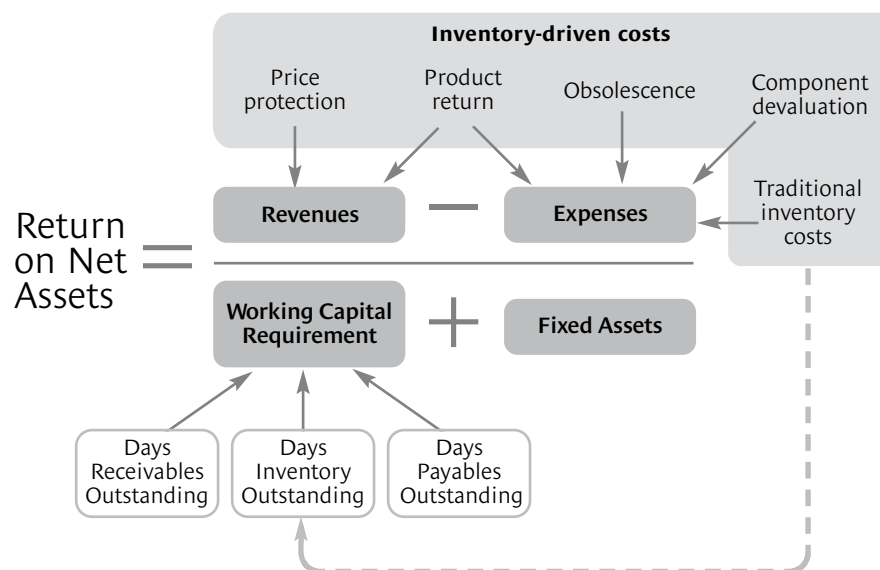 Inventory-driven costs
Price
protection
Product
return
Obsolescence
Component
devaluation
Traditional
inventory
costs
Return
on Net
Assets
=
Revenues
−
Expenses
Working Capital
Requirement
+
Fixed Assets
Days
Receivables
Outstanding
Days
Inventory
Outstanding
Days
Payables
Outstanding